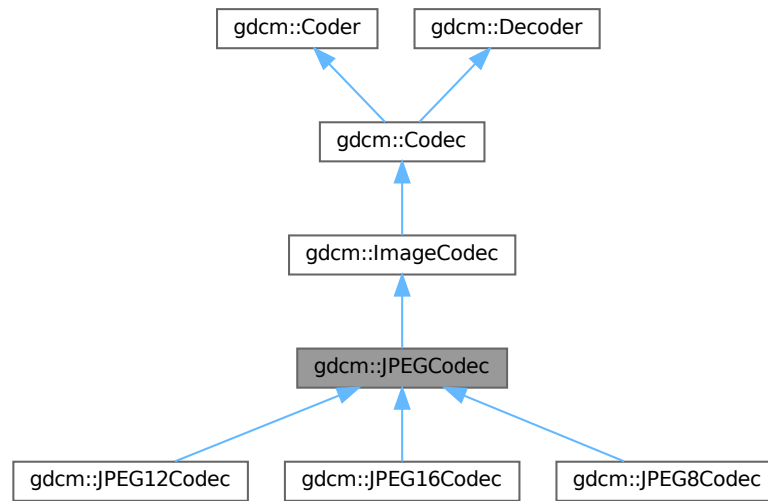 gdcm::Coder
gdcm::Decoder
gdcm::Codec
gdcm::ImageCodec
gdcm::JPEGCodec
gdcm::JPEG12Codec
gdcm::JPEG16Codec
gdcm::JPEG8Codec